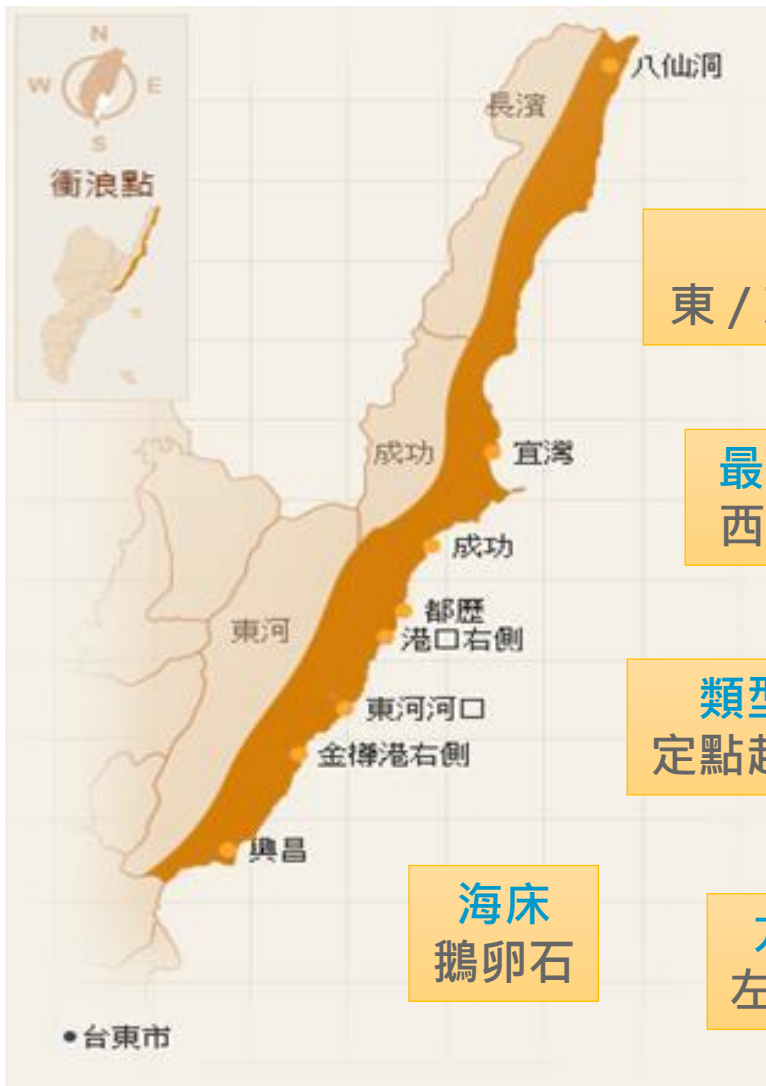 N
W
E
S
衝浪點
八仙洞
長濱
東 /
成功
宜灣
最
西
成功
都歷
港口右側
東河
東河河口
金樽港右側
類型
定點起
興昌
海床
鵝卵石
左
台東市